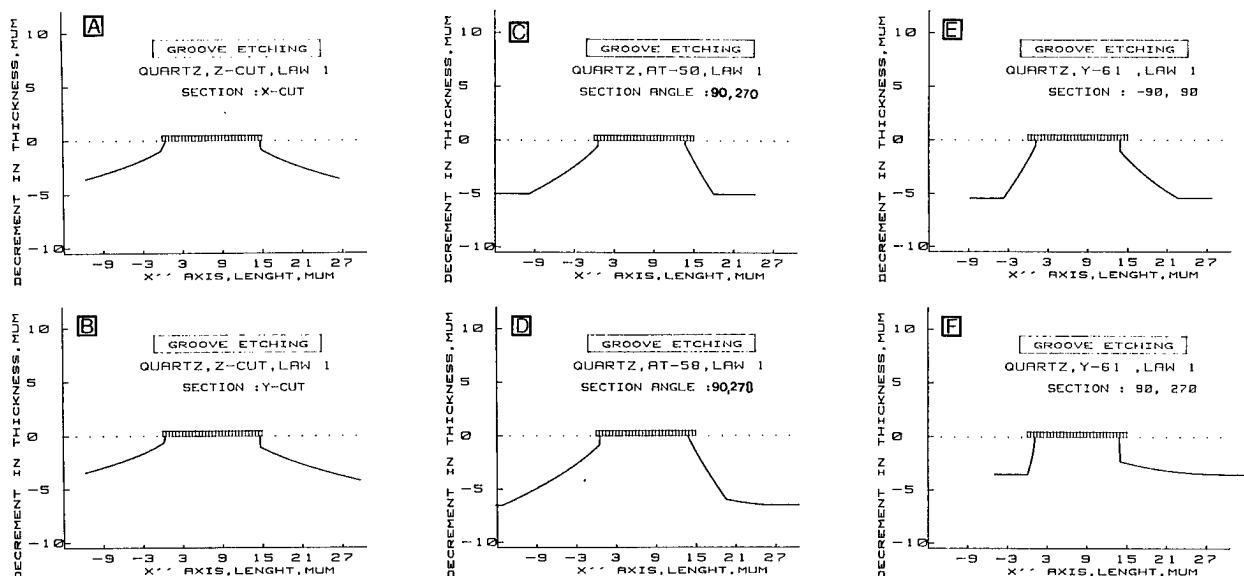 A
DECREMENT IN THICKNESS,MUM
10
5
0
-5
-10
GROOVE ETCHING
QUARTZ,Z-CUT,LAW 1
SECTION :X-CUT
-9 -3 3 9 15 21 27
X'' AXIS,LENGHT,MUM
C
DECREMENT IN THICKNESS,MUM
10
5
0
-5
-10
GROOVE ETCHING
QUARTZ,AT-50,LAW 1
SECTION ANGLE :90,270
-9 -3 3 9 15 21 27
X'' AXIS,LENGHT,MUM
E
DECREMENT IN THICKNESS,MUM
10
5
0
-5
-10
GROOVE ETCHING
QUARTZ,Y-61 ,LAW 1
SECTION : -90, 90
-9 -3 3 9 15 21 27
X'' AXIS,LENGHT,MUM
B
DECREMENT IN THICKNESS,MUM
10
5
0
-5
-10
GROOVE ETCHING
QUARTZ,Z-CUT,LAW 1
SECTION :Y-CUT
-9 -3 3 9 15 21 27
X'' AXIS,LENGHT,MUM
D
DECREMENT IN THICKNESS,MUM
10
5
0
-5
-10
GROOVE ETCHING
QUARTZ,AT-58,LAW 1
SECTION ANGLE :90,270
-9 -3 3 9 15 21 27
X'' AXIS,LENGHT,MUM
F
DECREMENT IN THICKNESS,MUM
10
5
0
-5
-10
GROOVE ETCHING
QUARTZ,Y-61 ,LAW 1
SECTION : 90, 270
-9 -3 3 9 15 21 27
X'' AXIS,LENGHT,MUM